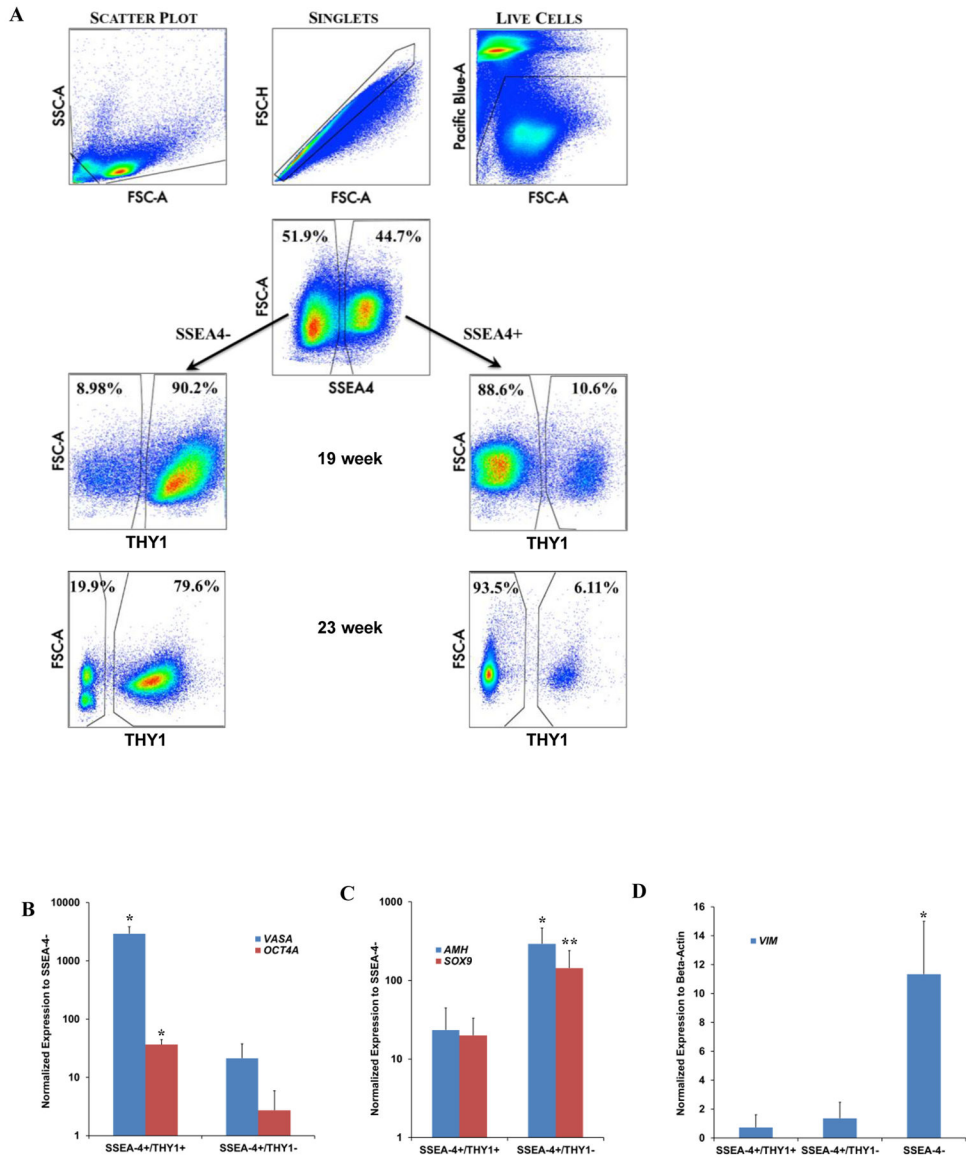 A
SCATTER PLOT
SINGLETS
LIVE CELLS
SSC-A
FSC-A
FSC-H
FSC-A
Pacific Blue-A
FSC-A
51.9%
44.7%
FSC-A
SSEA4
SSEA4-
SSEA4+
8.98%
90.2%
FSC-A
THY1
19 week
88.6%
10.6%
FSC-A
THY1
19.9%
79.6%
FSC-A
THY1
23 week
93.5%
6.11%
FSC-A
THY1
B
Normalized Expression to SSEA-4-
10000
1000
100
10
1
*
*
VASA
OCT4A
SSEA-4+/THY1+
SSEA-4+/THY1-
C
Normalized Expression to SSEA-4-
1000
100
10
1
AMH
SOX9
*
**
SSEA-4+/THY1+
SSEA-4+/THY1-
D
Normalized Expression to Beta-Actin
16
14
12
10
8
6
4
2
0
VIM
*
SSEA-4+/THY1+
SSEA-4+/THY1-
SSEA-4-